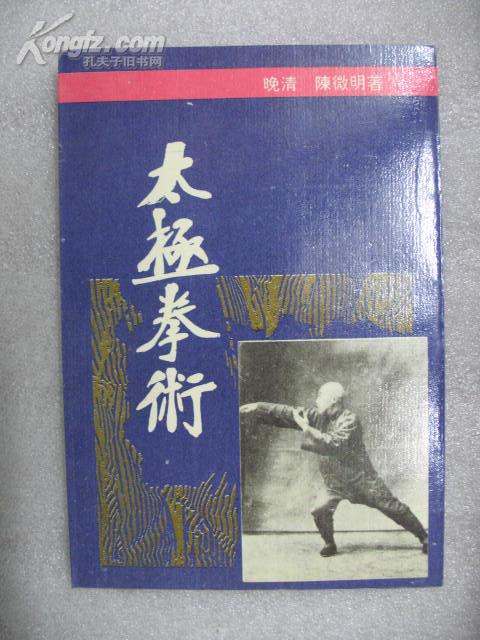 Kongfz.com
孔夫子旧书网
晚清 陳微明著
太極拳術